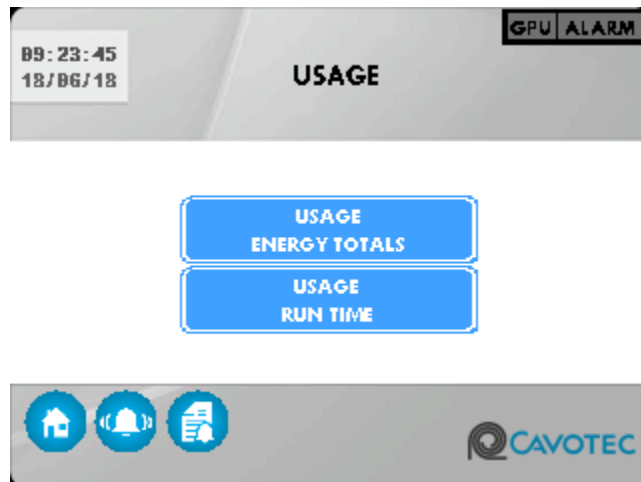 GPU ALARM
09:23:45
18/06/18
USAGE
USAGE
ENERGY TOTALS
USAGE
RUN TIME
CAVOTEC